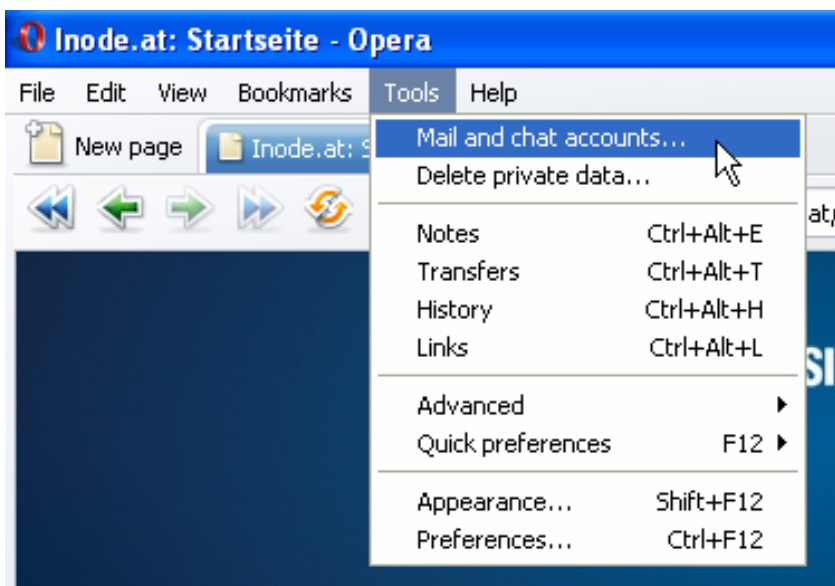 Inode.at: Startseite - Opera
File Edit View Bookmarks Tools Help
New page Inode.at: S
Mail and chat accounts...
Delete private data...
at/
Notes Ctrl+Alt+E
Transfers Ctrl+Alt+T
History Ctrl+Alt+H
Links Ctrl+Alt+L
SI
Advanced
Quick preferences F12
Appearance... Shift+F12
Preferences... Ctrl+F12